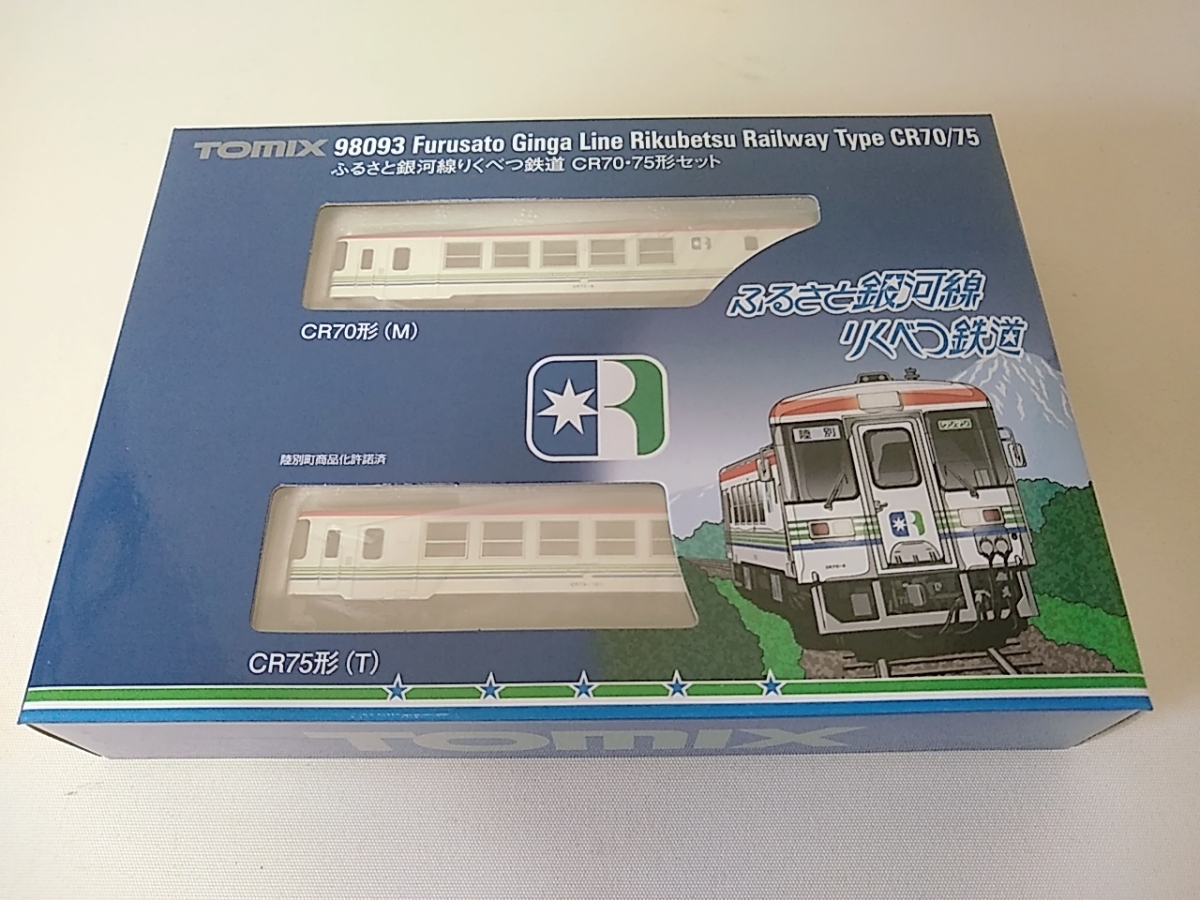 TOMIX 98093 Furusato Ginga Line Rikubetsu Railway Type CR70/75
ふるさと銀河線りくべつ鉄道 CR70・75形セット
CR70形（M）
ふるさと銀河線
りくべつ鉄道
R
陸別町商品化許諾済
陸別
CR75形（T）
TOMIX